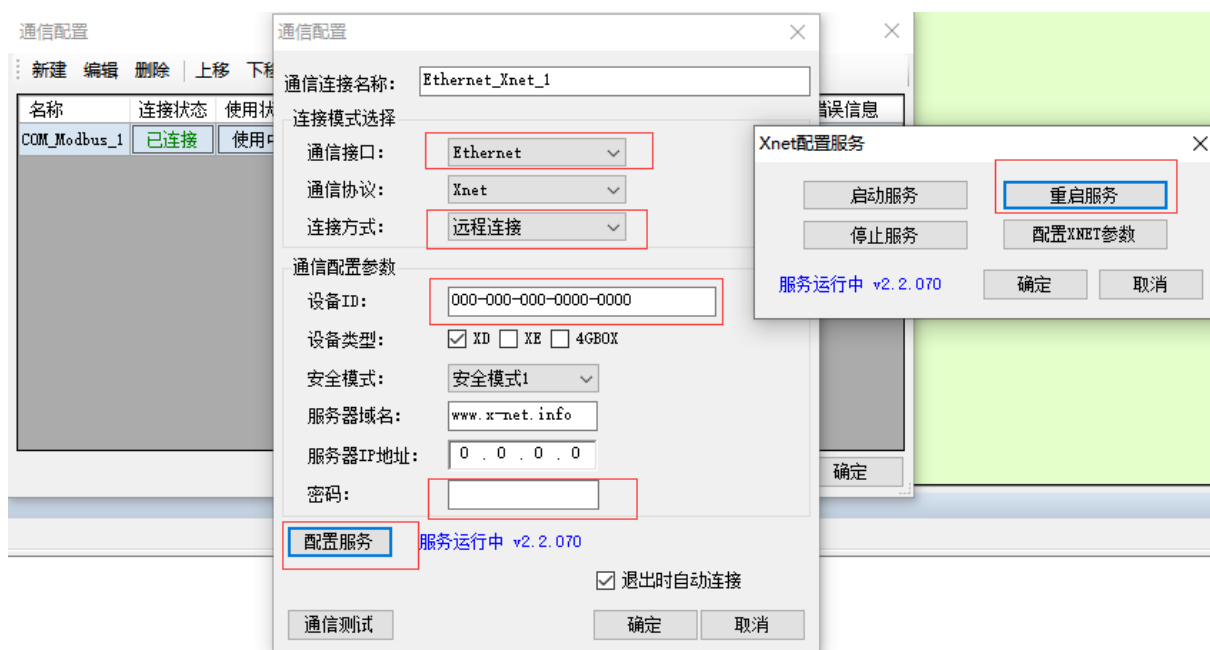 通信配置
新建 编辑 删除 上移 下移
名称 连接状态 使用状 错误信息
COM_Modbus_1 已连接 使用中
确定
通信配置
通信连接名称: Ethernet_Xnet_1
连接模式选择
通信接口: Ethernet
通信协议: Xnet
连接方式: 远程连接
通信配置参数
设备ID: 000-000-000-0000-0000
设备类型: XD XE 4GBOX
安全模式: 安全模式1
服务器域名: www.x-net.info
服务器IP地址: 0 . 0 . 0 . 0
密码:
配置服务 服务运行中 v2.2.070
退出时自动连接
通信测试 确定 取消
Xnet配置服务
启动服务 重启服务
停止服务 配置XNET参数
服务运行中 v2.2.070 确定 取消